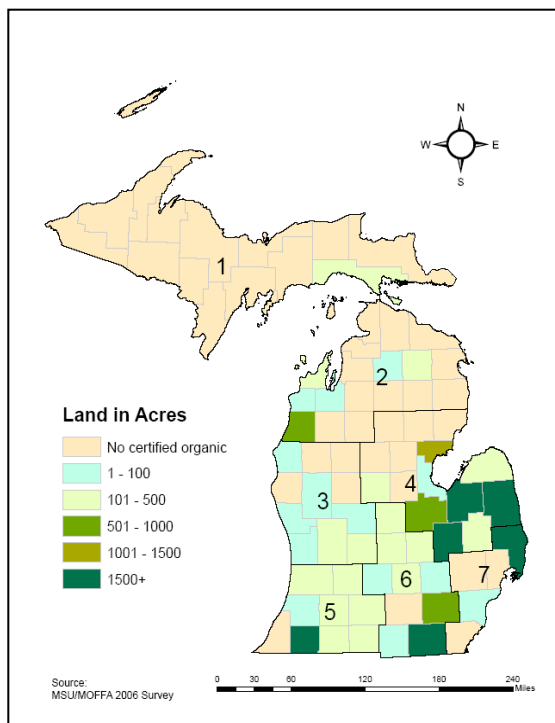 N
W E
S
1
2
Land in Acres
No certified organic
1 - 100
101 - 500
501 - 1000
1001 - 1500
1500+
3
4
5
6
7
Source:
MSU/MOFFA 2006 Survey
0 30 60 120 180 240
Miles